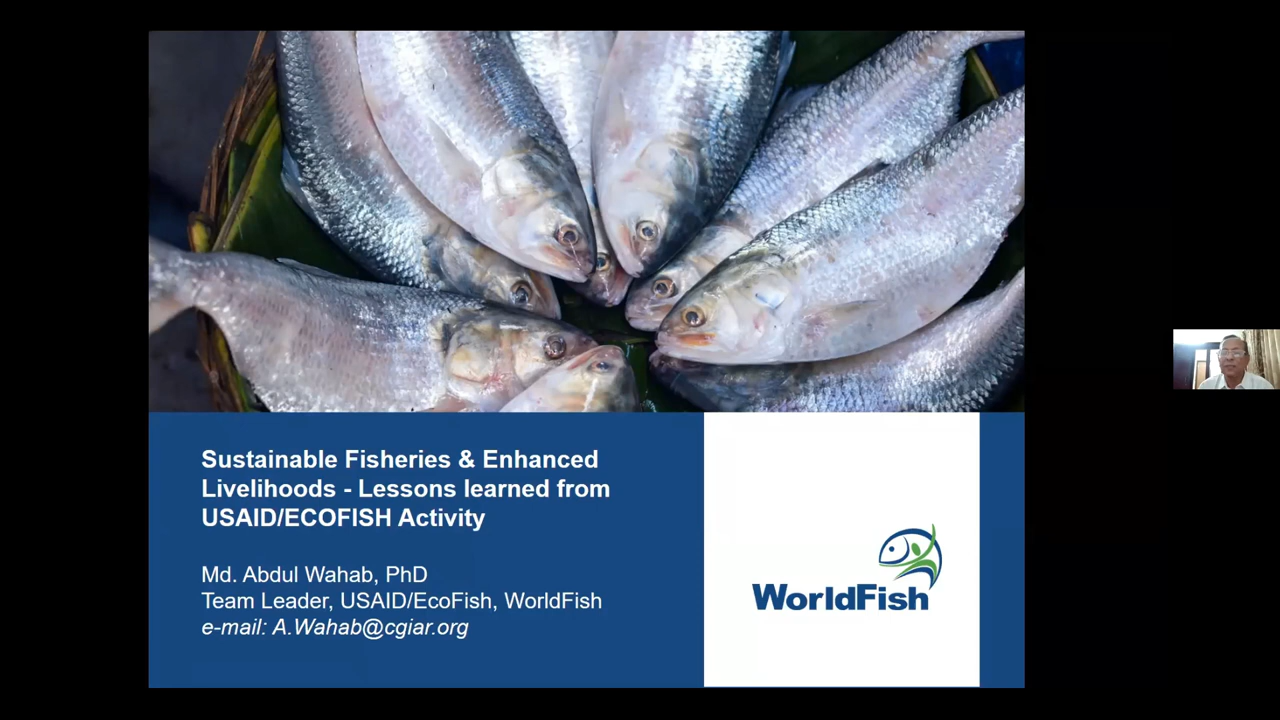 Sustainable Fisheries & Enhanced
Livelihoods - Lessons learned from
USAID/ECOFISH Activity
Md. Abdul Wahab, PhD
Team Leader, USAID/EcoFish, WorldFish
e-mail: A.Wahab@cgiar.org
WorldFish